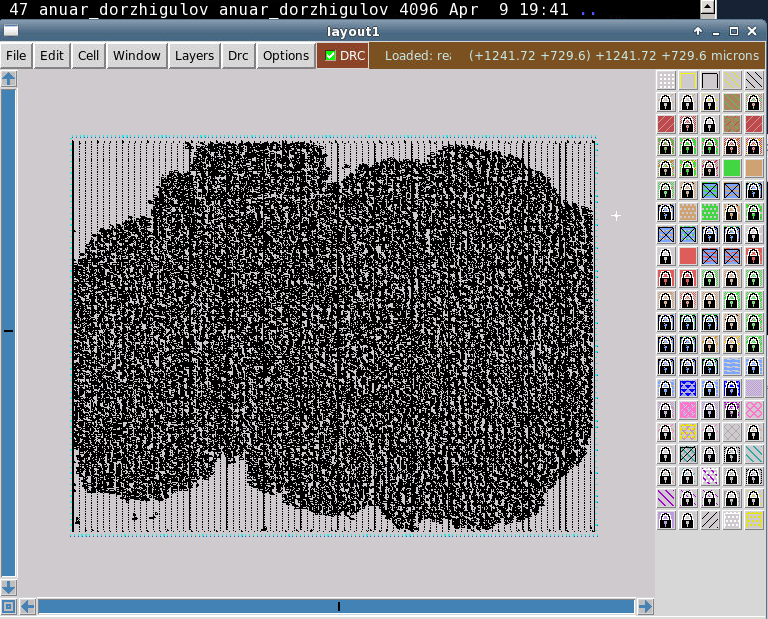 47 anuar_dorzhigulov anuar_dorzhigulov 4096 Apr 9 19:41 ..
layout1
File Edit Cell Window Layers Drc Options DRC Loaded: re (+1241.72 +729.6) +1241.72 +729.6 microns